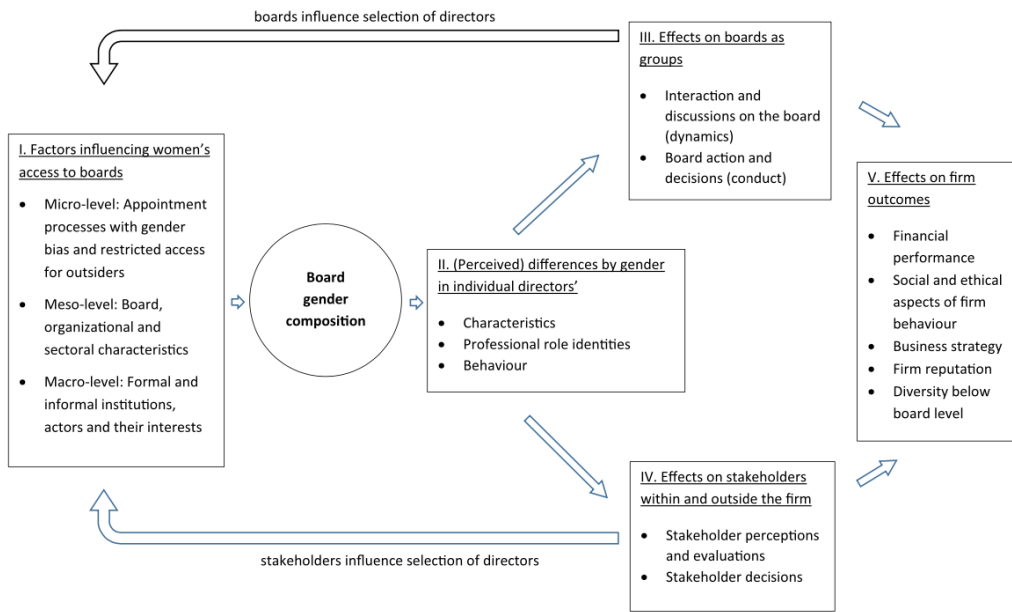 boards influence selection of directors
III. Effects on boards as
groups
• Interaction and
discussions on the board
(dynamics)
• Board action and
decisions (conduct)
I. Factors influencing women’s
access to boards
• Micro-level: Appointment
processes with gender
bias and restricted access
for outsiders
• Meso-level: Board,
organizational and
sectoral characteristics
• Macro-level: Formal and
informal institutions,
actors and their interests
Board
gender
composition
II. (Perceived) differences by gender
in individual directors’
• Characteristics
• Professional role identities
• Behaviour
V. Effects on firm
outcomes
• Financial
performance
• Social and ethical
aspects of firm
behaviour
• Business strategy
• Firm reputation
• Diversity below
board level
IV. Effects on stakeholders
within and outside the firm
• Stakeholder perceptions
and evaluations
• Stakeholder decisions
stakeholders influence selection of directors